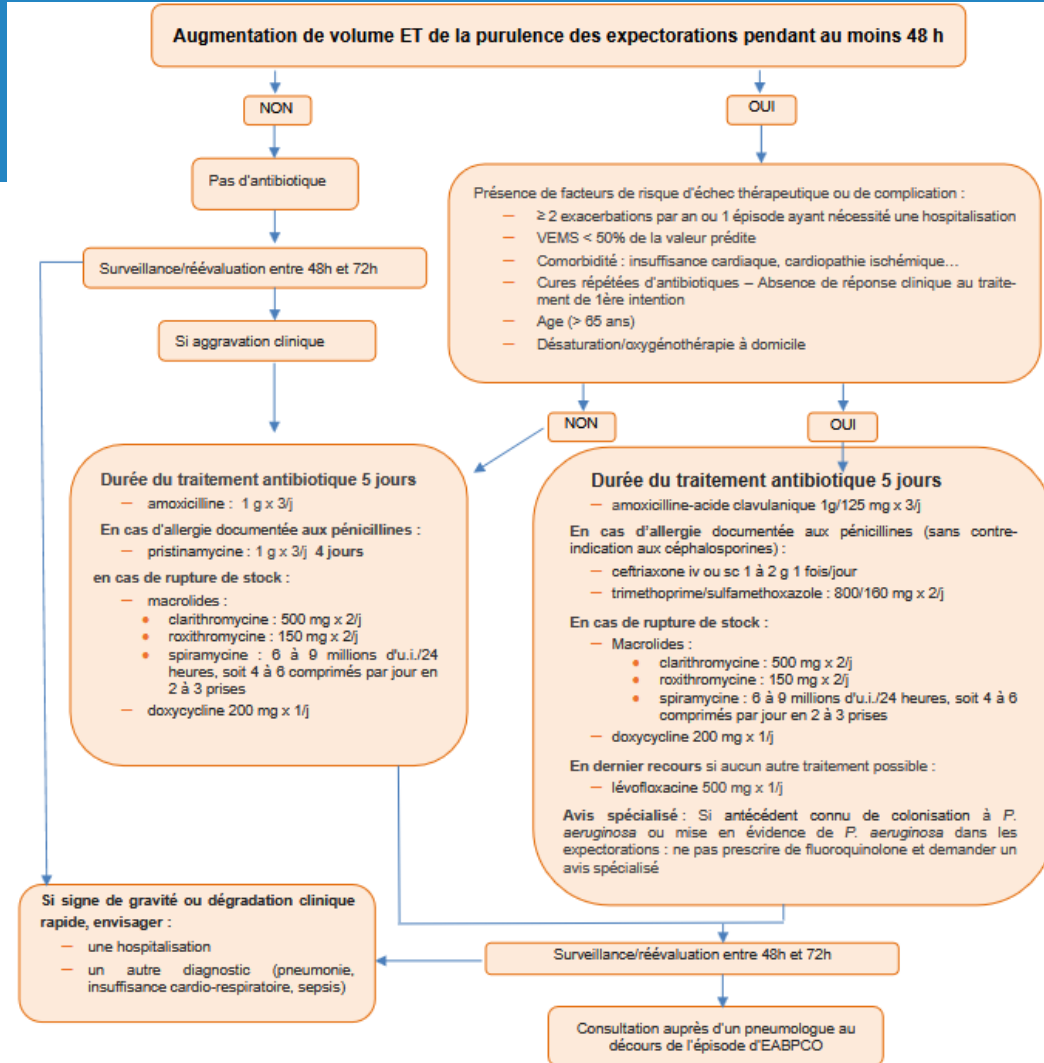 Augmentation de volume ET de la purulence des expectorations pendant au moins 48 h
NON
OUI
Pas d'antibiotique
Surveillance/réévaluation entre 48h et 72h
Si aggravation clinique
Présence de facteurs de risque d'échec thérapeutique ou de complication :
— ≥ 2 exacerbations par an ou 1 épisode ayant nécessité une hospitalisation
— VEMS < 50% de la valeur prédite
— Comorbidité : insuffisance cardiaque, cardiopathie ischémique…
— Cures répétées d'antibiotiques – Absence de réponse clinique au traite-
ment de 1ère intention
— Age (> 65 ans)
— Désaturation/oxygénothérapie à domicile
NON
OUI
Durée du traitement antibiotique 5 jours
— amoxicilline : 1 g x 3/j
En cas d'allergie documentée aux pénicillines :
— pristinamycine : 1 g x 3/j 4 jours
en cas de rupture de stock :
— macrolides :
• clarithromycine : 500 mg x 2/j
• roxithromycine : 150 mg x 2/j
• spiramycine : 6 à 9 millions d'u.i./24
heures, soit 4 à 6 comprimés par jour en
2 à 3 prises
— doxycycline 200 mg x 1/j
Durée du traitement antibiotique 5 jours
— amoxicilline-acide clavulanique 1g/125 mg x 3/j
En cas d'allergie documentée aux pénicillines (sans contre-
indication aux céphalosporines) :
— ceftriaxone iv ou sc 1 à 2 g 1 fois/jour
— trimethoprime/sulfamethoxazole : 800/160 mg x 2/j
En cas de rupture de stock :
— Macrolides :
• clarithromycine : 500 mg x 2/j
• roxithromycine : 150 mg x 2/j
• spiramycine : 6 à 9 millions d'u.i./24 heures, soit 4 à 6
comprimés par jour en 2 à 3 prises
— doxycycline 200 mg x 1/j
En dernier recours si aucun autre traitement possible :
— lévofloxacine 500 mg x 1/j
Avis spécialisé : Si antécédent connu de colonisation à P.
aeruginosa ou mise en évidence de P. aeruginosa dans les
expectorations : ne pas prescrire de fluoroquinolone et demander un
avis spécialisé
Si signe de gravité ou dégradation clinique
rapide, envisager :
— une hospitalisation
— un autre diagnostic (pneumonie,
insuffisance cardio-respiratoire, sepsis)
Surveillance/réévaluation entre 48h et 72h
Consultation auprès d'un pneumologue au
décours de l'épisode d'EABPCO